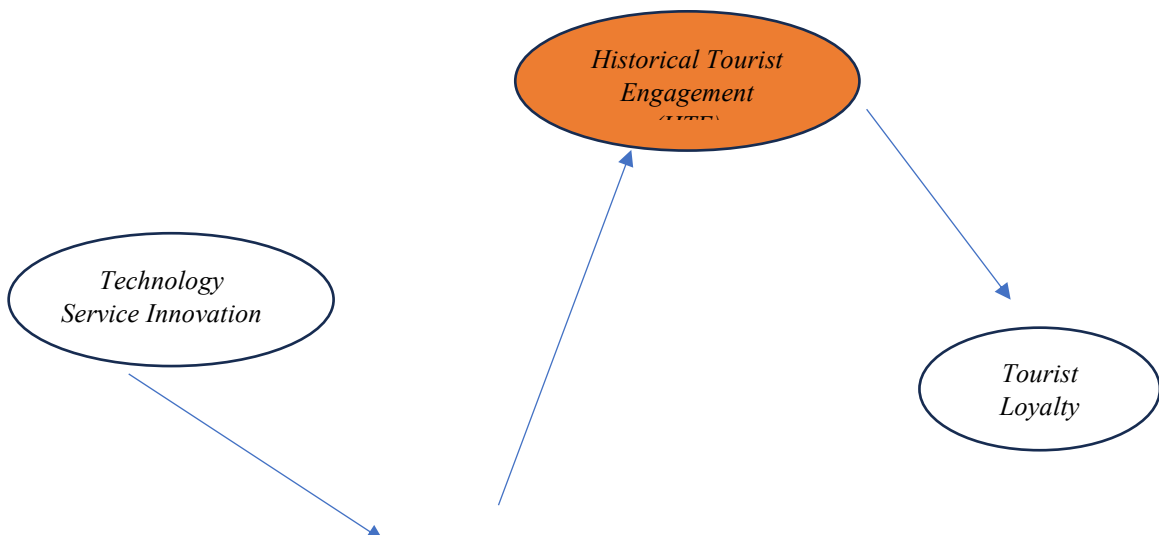 Historical Tourist
Engagement
Technology
Service Innovation
Tourist
Loyalty